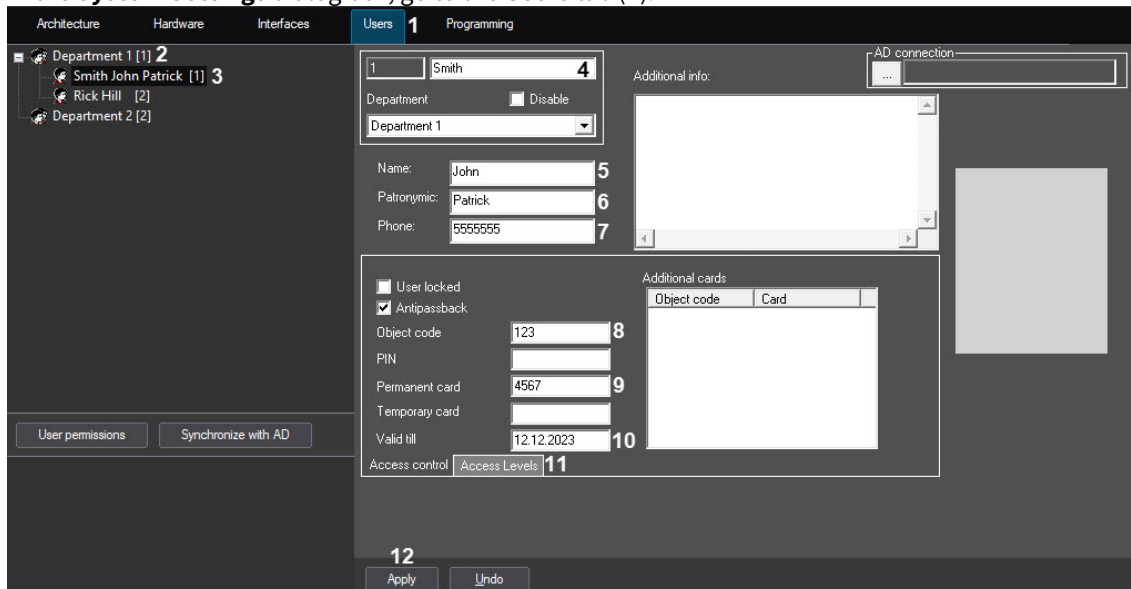 Architecture Hardware Interfaces Users 1 Programming
Department 1 [1] 2
Smith John Patrick [1] 3
Rick Hill [2]
Department 2 [2]
User permissions Synchronize with AD
1 Smith 4
Department Disable
Department 1
Name: John 5
Patronymic: Patrick 6
Phone: 5555555 7
Additional info:
AD connection
...
User locked
Antipassback
Object code 123 8
PIN
Permanent card 4567 9
Temporary card
Valid till 12.12.2023 10
Access control Access Levels 11
Additional cards
Object code Card
12
Apply Undo